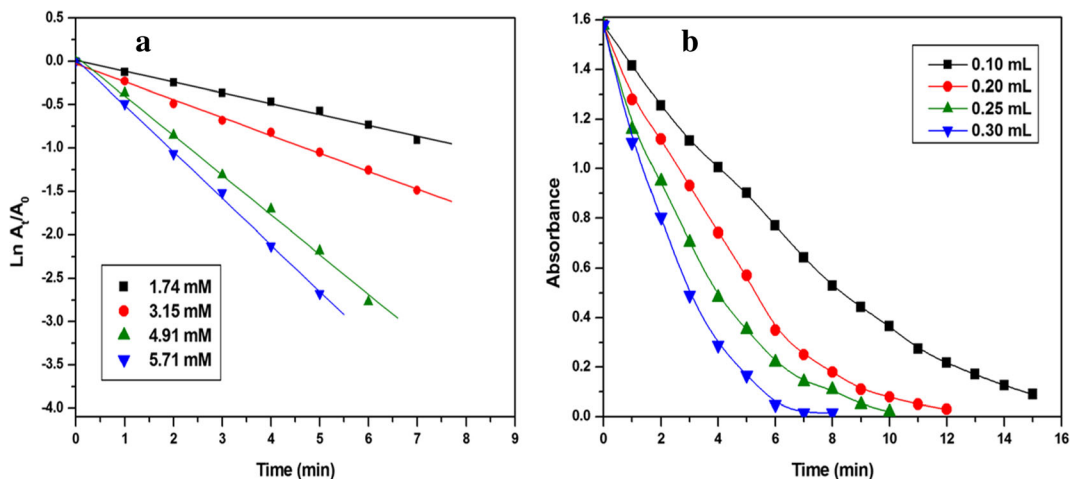 a
0.5
0.0
-0.5
-1.0
-1.5
-2.0
-2.5
-3.0
-3.5
-4.0
Ln At/A0
1.74 mM
3.15 mM
4.91 mM
5.71 mM
0 1 2 3 4 5 6 7 8 9
Time (min)
b
1.6
1.4
1.2
1.0
0.8
0.6
0.4
0.2
0.0
Absorbance
0.10 mL
0.20 mL
0.25 mL
0.30 mL
0 2 4 6 8 10 12 14 16
Time (min)